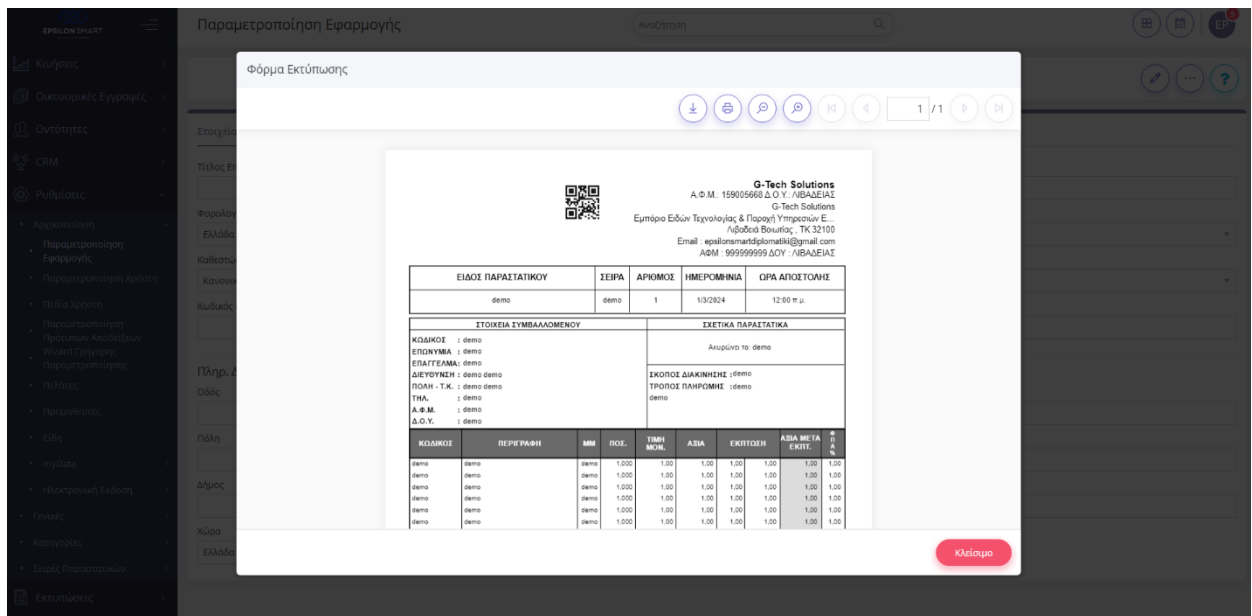 EPSILON SMART
Παραμετροποίηση Εφαρμογής
Αναζήτηση
EP
Κινήσεις
Οικονομικές Εγγραφές
Οντότητες
CRM
Ρυθμίσεις
Αρχικοποίηση
Παραμετροποίηση
Εφαρμογής
Παραμετροποίηση Χρήστη
Πεδία Χρήστη
Παραμετροποίηση
Πρότυπων Αποδείξεων
Wizard Γρήγορης
Παραμετροποίησης
Πελάτες
Προμηθευτές
Είδη
myData
Ηλεκτρονική Έκδοση
Γενικές
Κατηγορίες
Σειρές Παραστατικών
Εκτυπώσεις
Στοιχεία
Τίτλος Επ
Φορολογ
Ελλάδα
Καθεστώ
Κανονικ
Κωδικός
Πληρ. Δ
Οδός
Πόλη
Δήμος
Χώρα
Ελλάδα
?
Φόρμα Εκτύπωσης
1 / 1
G-Tech Solutions
Α.Φ.Μ.: 159005668 Δ.Ο.Υ.: ΛΙΒΑΔΕΙΑΣ
G-Tech Solutions
Εμπόριο Ειδών Τεχνολογίας & Παροχή Υπηρεσιών Ε...
Λιβαδειά Βοιωτίας , ΤΚ 32100
Email : epsilonsmartdiplomatiki@gmail.com
ΑΦΜ : 999999999 ΔΟΥ : ΛΙΒΑΔΕΙΑΣ
ΕΙΔΟΣ ΠΑΡΑΣΤΑΤΙΚΟΥ ΣΕΙΡΑ ΑΡΙΘΜΟΣ ΗΜΕΡΟΜΗΝΙΑ ΩΡΑ ΑΠΟΣΤΟΛΗΣ
demo demo 1 1/3/2024 12:00 π.μ.
ΣΤΟΙΧΕΙΑ ΣΥΜΒΑΛΛΟΜΕΝΟΥ
ΚΩΔΙΚΟΣ : demo
ΕΠΩΝΥΜΙΑ : demo
ΕΠΑΓΓΕΛΜΑ: demo
ΔΙΕΥΘΥΝΣΗ : demo demo
ΠΟΛΗ - Τ.Κ. : demo demo
ΤΗΛ. : demo
Α.Φ.Μ. : demo
Δ.Ο.Υ. : demo
ΣΧΕΤΙΚΑ ΠΑΡΑΣΤΑΤΙΚΑ
Ακυρώνει το: demo
ΣΚΟΠΟΣ ΔΙΑΚΙΝΗΣΗΣ :demo
ΤΡΟΠΟΣ ΠΛΗΡΩΜΗΣ :demo
demo
ΚΩΔΙΚΟΣ ΠΕΡΙΓΡΑΦΗ ΜΜ ΠΟΣ. ΤΙΜΗ ΜΟΝ. ΑΞΙΑ ΕΚΠΤΩΣΗ ΑΞΙΑ ΜΕΤΑ ΕΚΠΤ. Φ Π Α %
demo demo demo 1,000 1,00 1,00 1,00 1,00 1,00 1,00
demo demo demo 1,000 1,00 1,00 1,00 1,00 1,00 1,00
demo demo demo 1,000 1,00 1,00 1,00 1,00 1,00 1,00
demo demo demo 1,000 1,00 1,00 1,00 1,00 1,00 1,00
demo demo demo 1,000 1,00 1,00 1,00 1,00 1,00 1,00
demo demo demo 1,000 1,00 1,00 1,00 1,00 1,00 1,00
Κλείσιμο